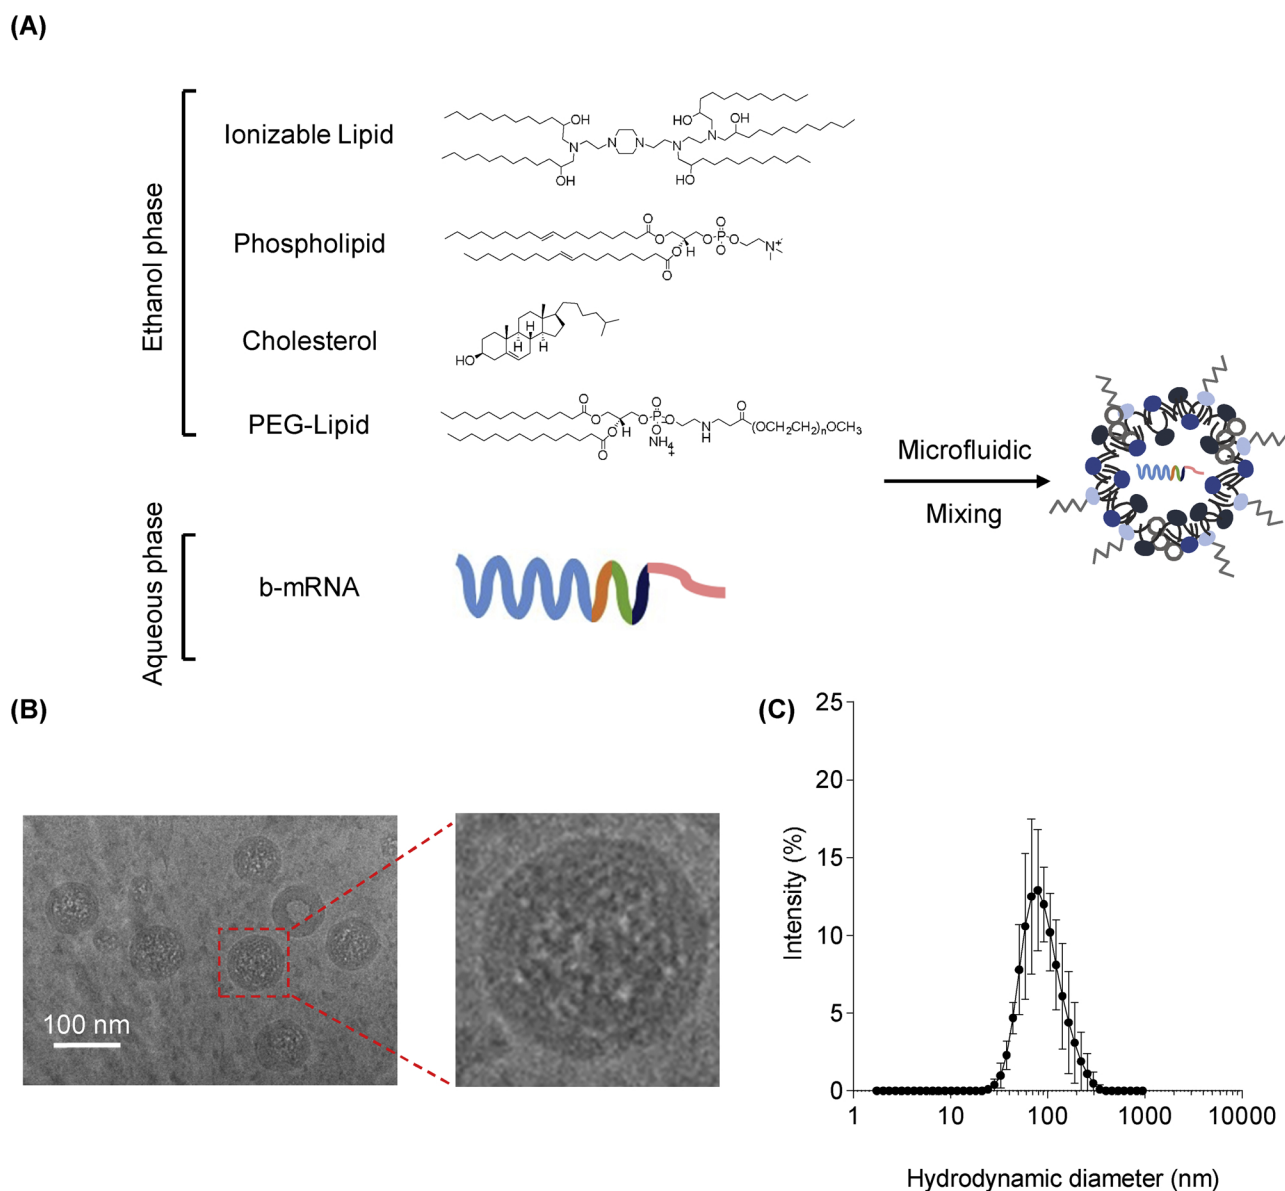 (A)
Ethanol phase
Ionizable Lipid
OH
HO
OH
N
N
N
N
N
OH
HO
Phospholipid
O
O
O
O
P
O
O
H
O
O
N+
Cholesterol
H
H
H
HO
PEG-Lipid
O
O
O
O
P
O
O
H
O
O
NH4
+
N
H
O
(OCH2CH2)nOCH3
Microfluidic
Mixing
Aqueous phase
b-mRNA
(B)
100 nm
(C)
25
20
15
10
5
0
Intensity (%)
1
10
100
1000
10000
Hydrodynamic diameter (nm)